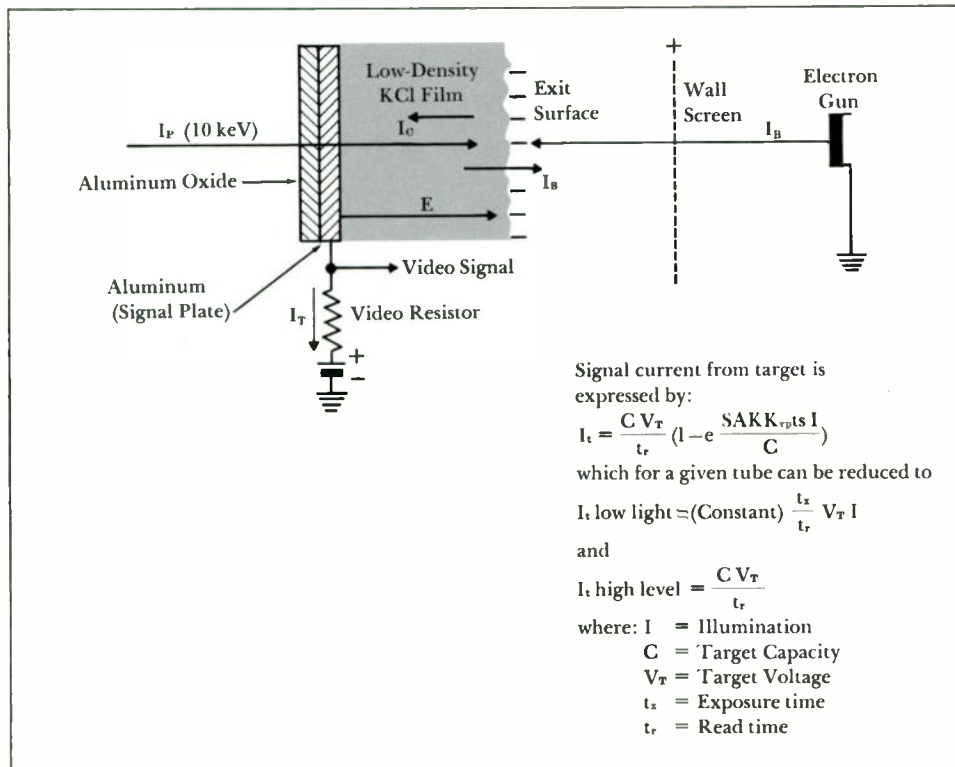 Low-Density
KCl Film
Exit
Surface
+
Wall
Screen
Electron
Gun
I_P (10 keV)
I_C
I_B
I_S
Aluminum Oxide
E
Video Signal
Aluminum
(Signal Plate)
I_T
Video Resistor
+
−
Signal current from target is
expressed by:
I_t = C V_T / t_r (1 − e SAKK_rp ts I / C)
which for a given tube can be reduced to
I_t low light = (Constant) t_x / t_r V_T I
and
I_t high level = C V_T / t_r
where: I = Illumination
C = Target Capacity
V_T = Target Voltage
t_x = Exposure time
t_r = Read time